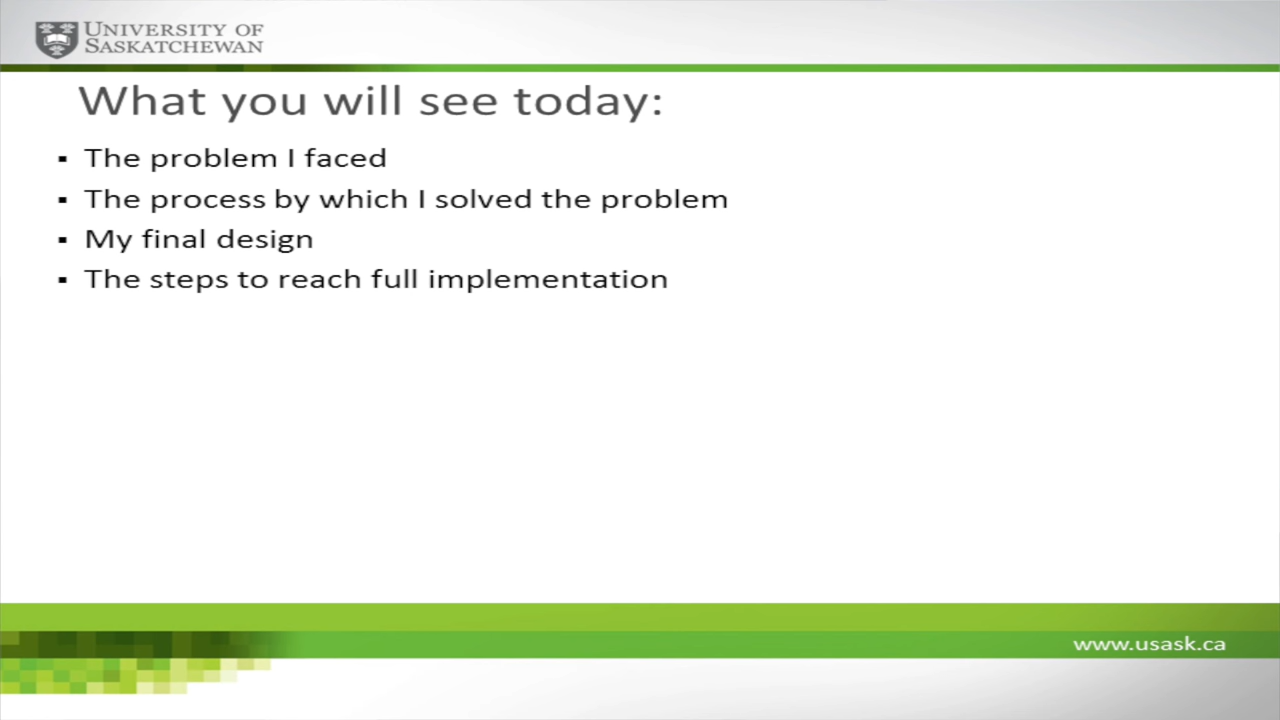 UNIVERSITY OF
SASKATCHEWAN
What you will see today:
▪ The problem I faced
▪ The process by which I solved the problem
▪ My final design
▪ The steps to reach full implementation
www.usask.ca